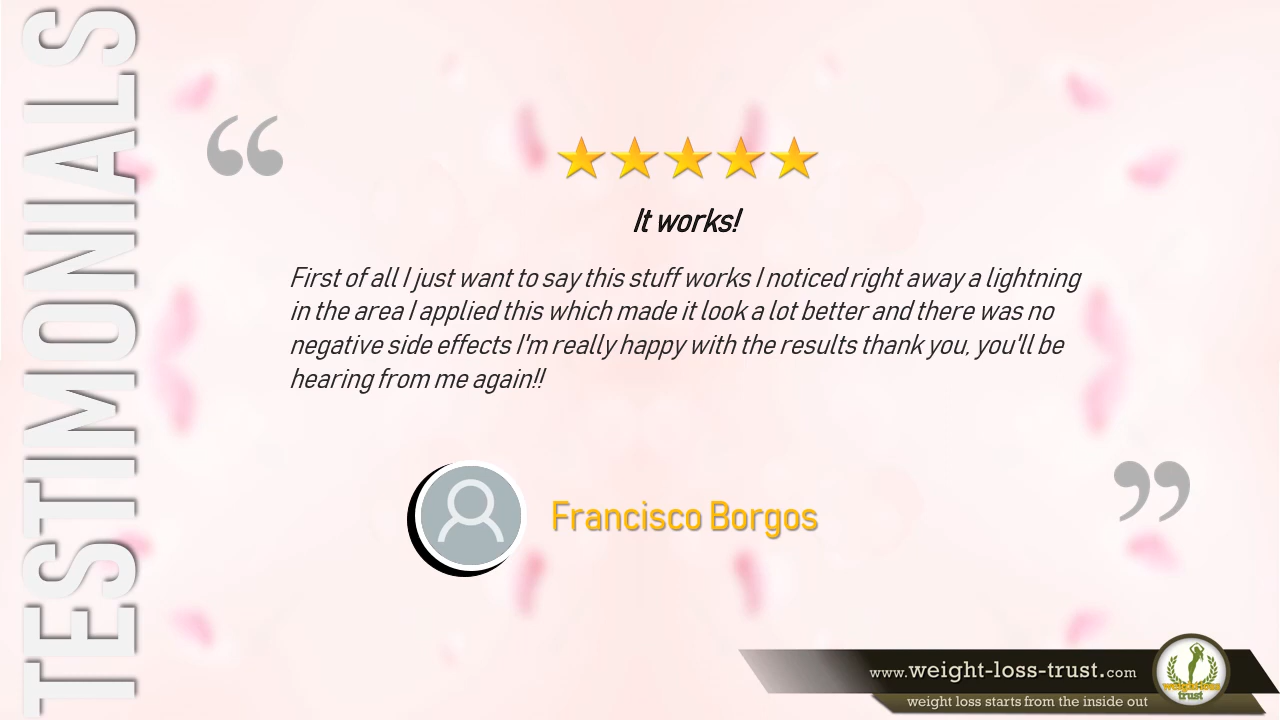 TESTIMONIALS
“
It works!
First of all I just want to say this stuff works I noticed right away a lightning
in the area I applied this which made it look a lot better and there was no
negative side effects I'm really happy with the results thank you, you'll be
hearing from me again!!
Francisco Borgos
”
www.weight-loss-trust.com
weight loss starts from the inside out
weight loss
trust